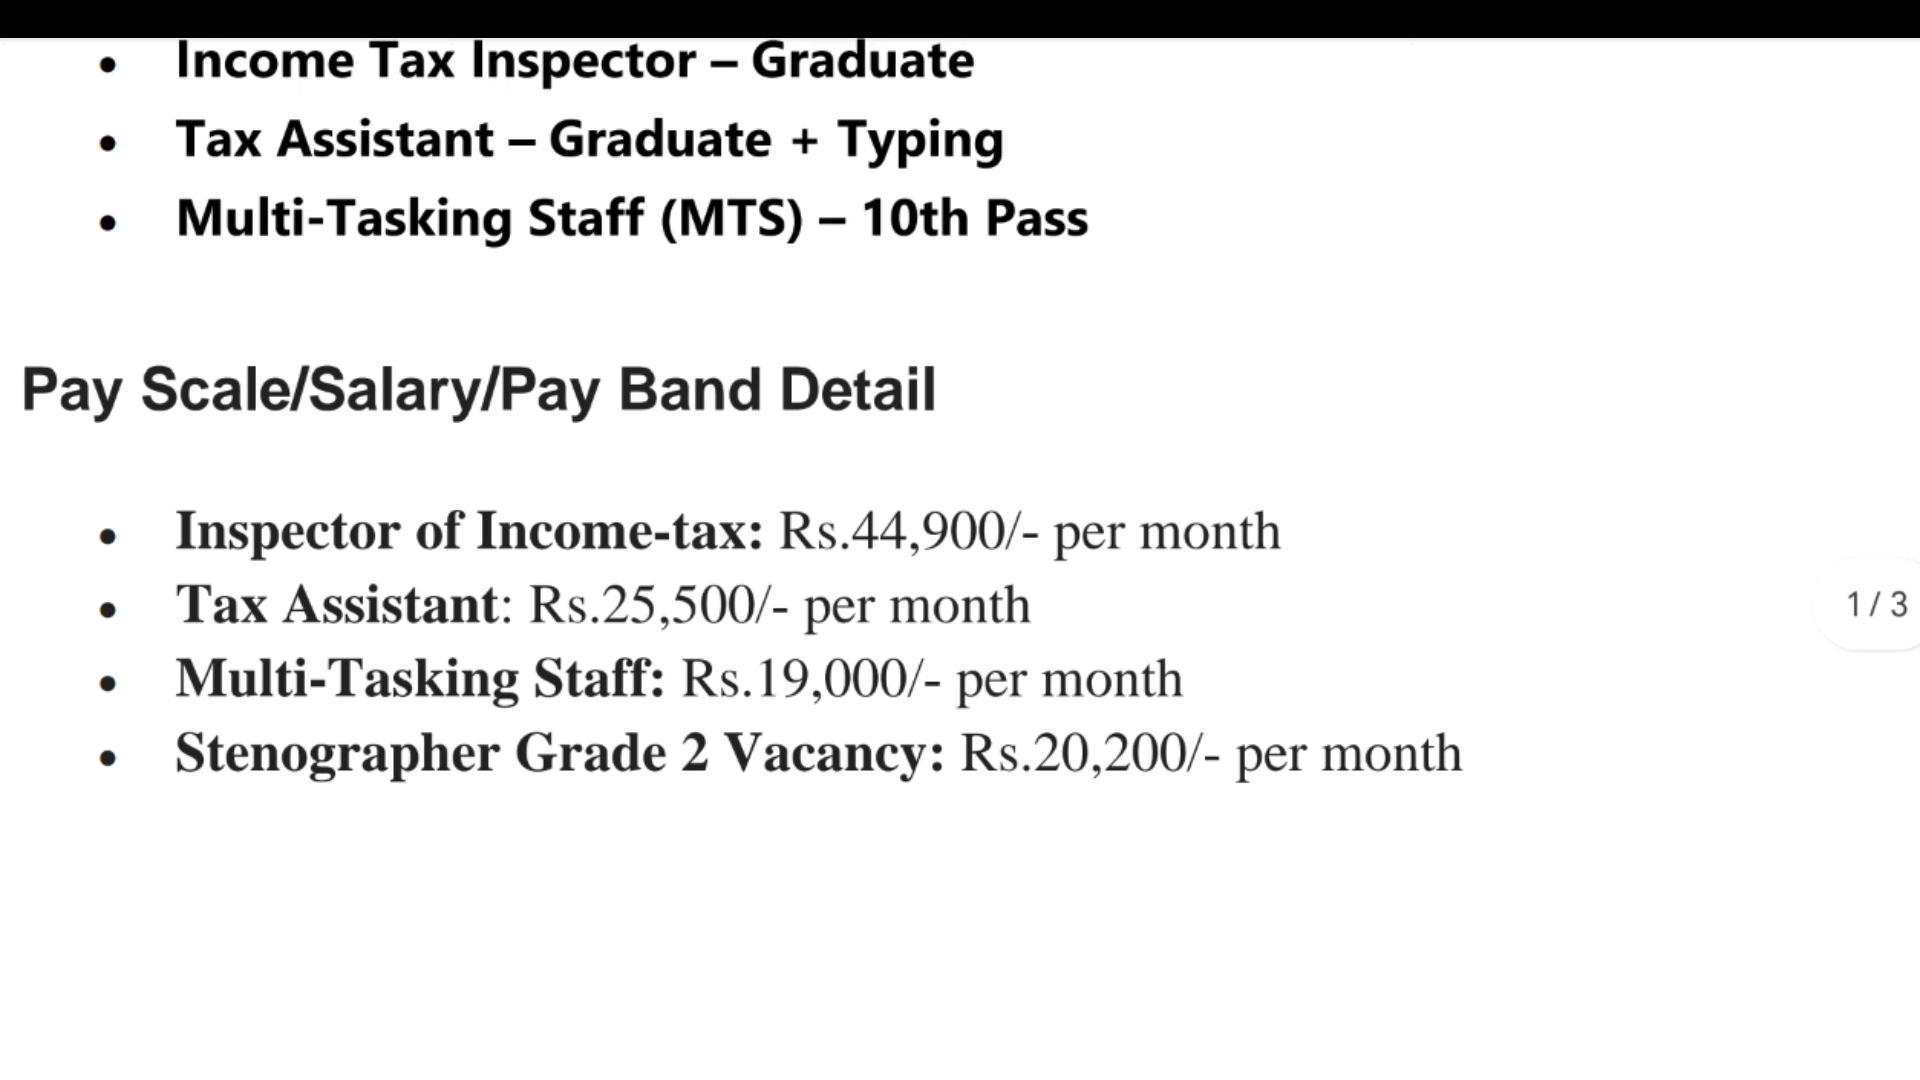 • Income Tax Inspector – Graduate
• Tax Assistant – Graduate + Typing
• Multi-Tasking Staff (MTS) – 10th Pass
Pay Scale/Salary/Pay Band Detail
• Inspector of Income-tax: Rs.44,900/- per month
• Tax Assistant: Rs.25,500/- per month
1 / 3
• Multi-Tasking Staff: Rs.19,000/- per month
• Stenographer Grade 2 Vacancy: Rs.20,200/- per month